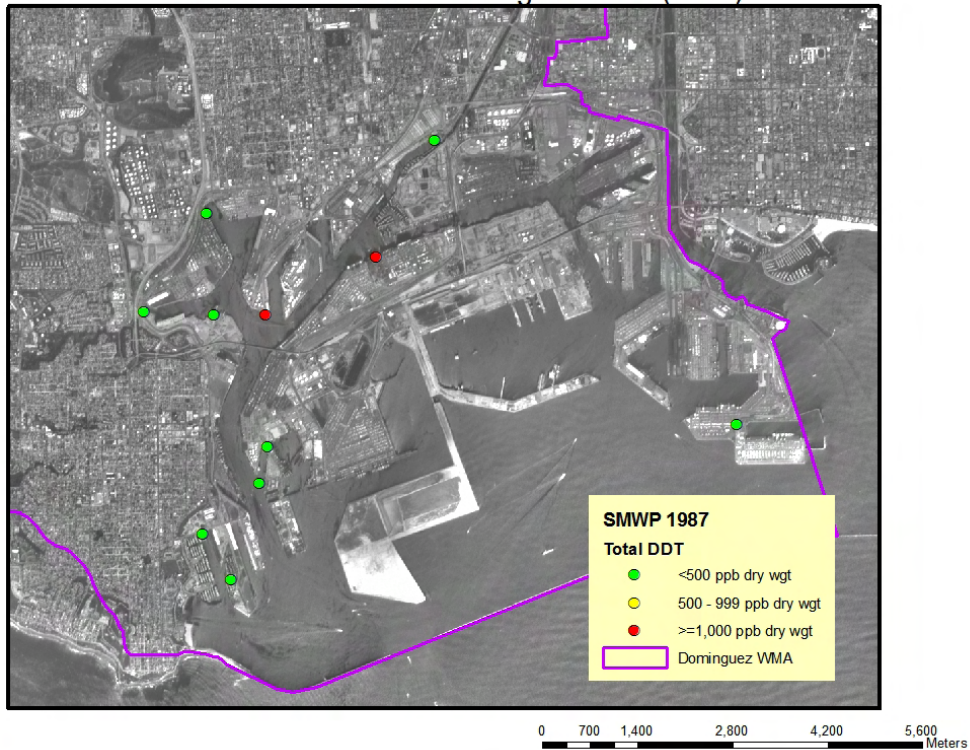 SMWP 1987
Total DDT
<500 ppb dry wgt
500 - 999 ppb dry wgt
>=1,000 ppb dry wgt
Dominguez WMA
0 700 1,400 2,800 4,200 5,600
Meters